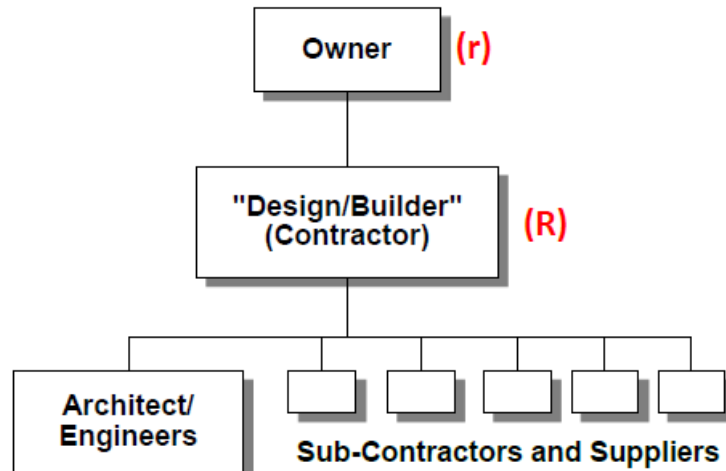 Owner
(r)
"Design/Builder"
(Contractor)
(R)
Architect/
Engineers
Sub-Contractors and Suppliers